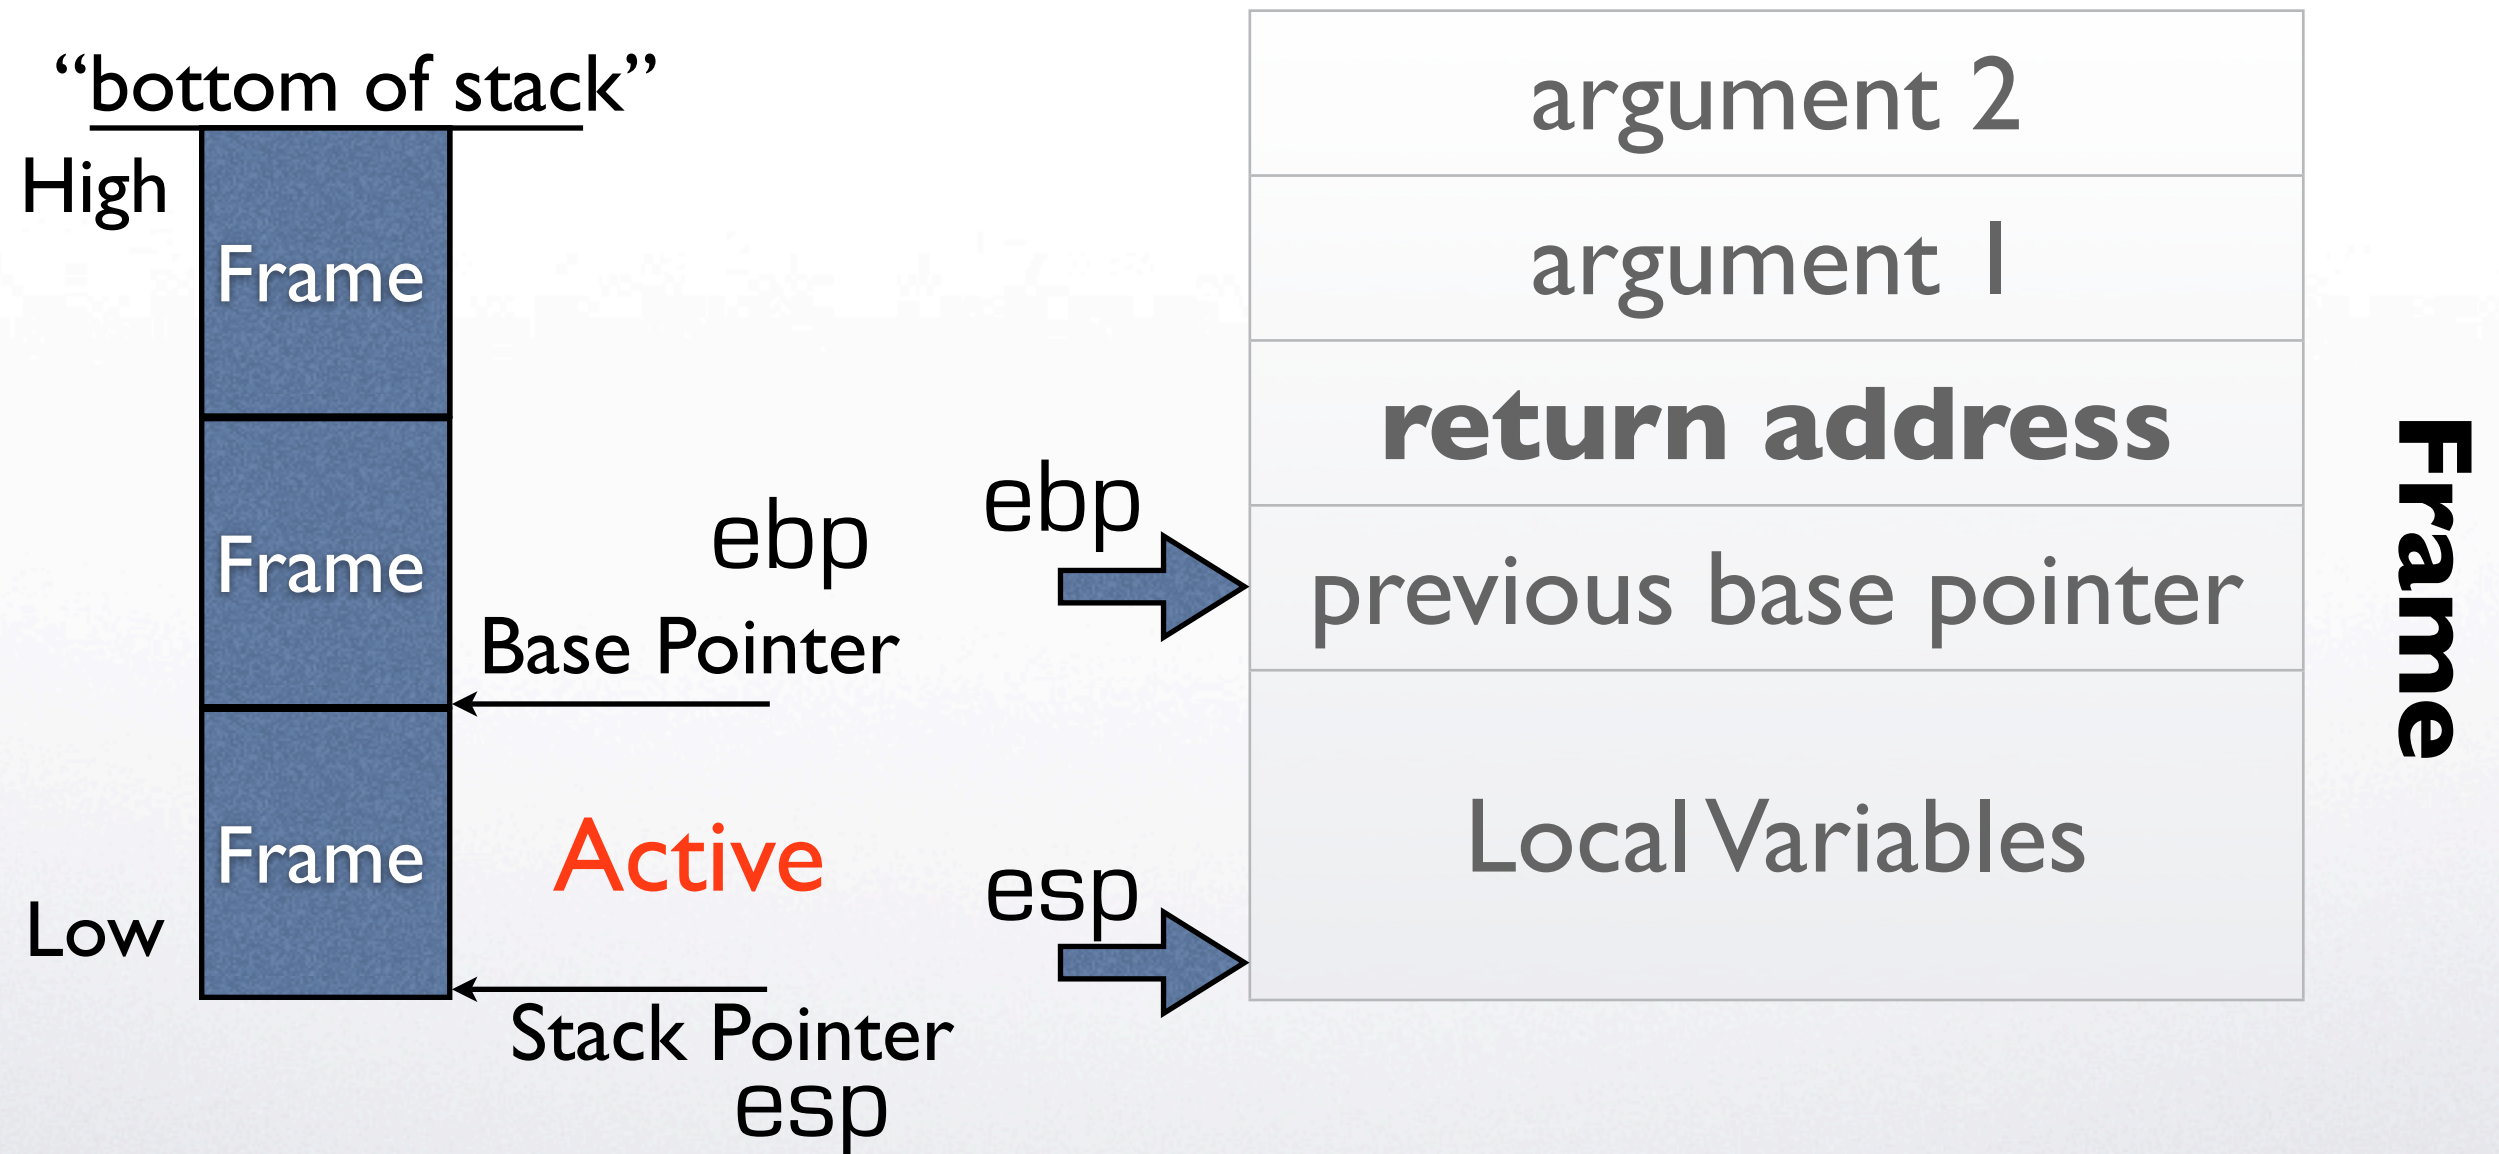 “bottom of stack”
High
Frame
Frame
ebp
Base Pointer
Frame
Active
Low
Stack Pointer
esp
argument 2
argument 1
return address
ebp
previous base pointer
esp
Local Variables
Frame